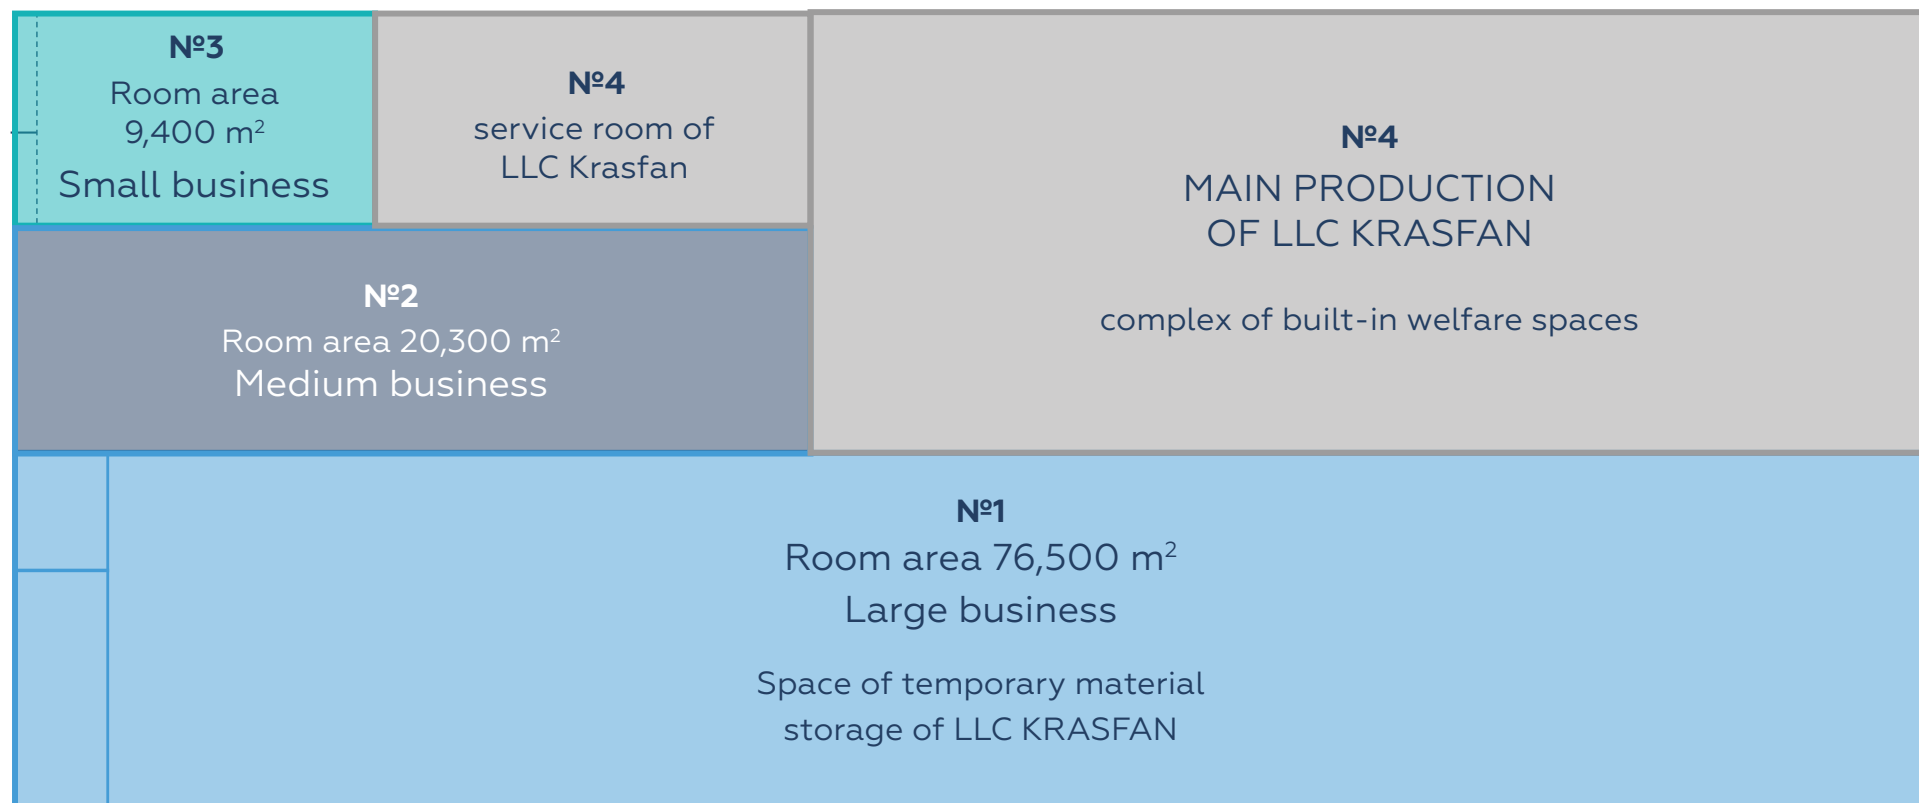 №3
Room area
9,400 m²
Small business
№4
service room of
LLC Krasfan
№4
MAIN PRODUCTION
OF LLC KRASFAN
complex of built-in welfare spaces
№2
Room area 20,300 m²
Medium business
№1
Room area 76,500 m²
Large business
Space of temporary material
storage of LLC KRASFAN